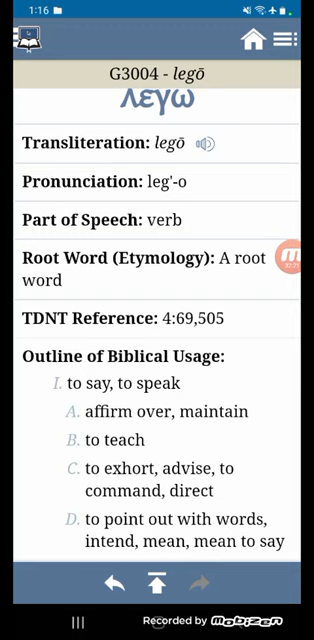 1:16
G3004 - legō
λέγω
Transliteration: legō
Pronunciation: leg'-o
Part of Speech: verb
Root Word (Etymology): A root
word
TDNT Reference: 4:69,505
Outline of Biblical Usage:
I. to say, to speak
A. affirm over, maintain
B. to teach
C. to exhort, advise, to
command, direct
D. to point out with words,
intend, mean, mean to say
Recorded by mobizen